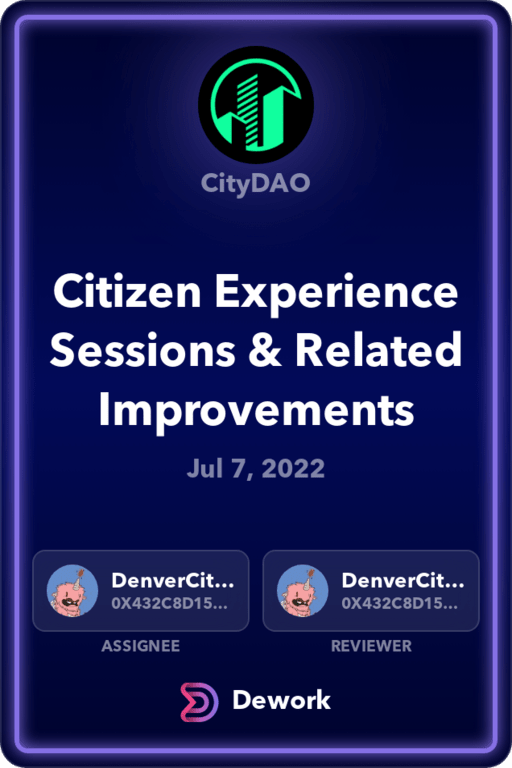 CityDAO
Citizen Experience
Sessions & Related
Improvements
Jul 7, 2022
DenverCit...
0X432C8D15...
ASSIGNEE
DenverCit...
0X432C8D15...
REVIEWER
Dework